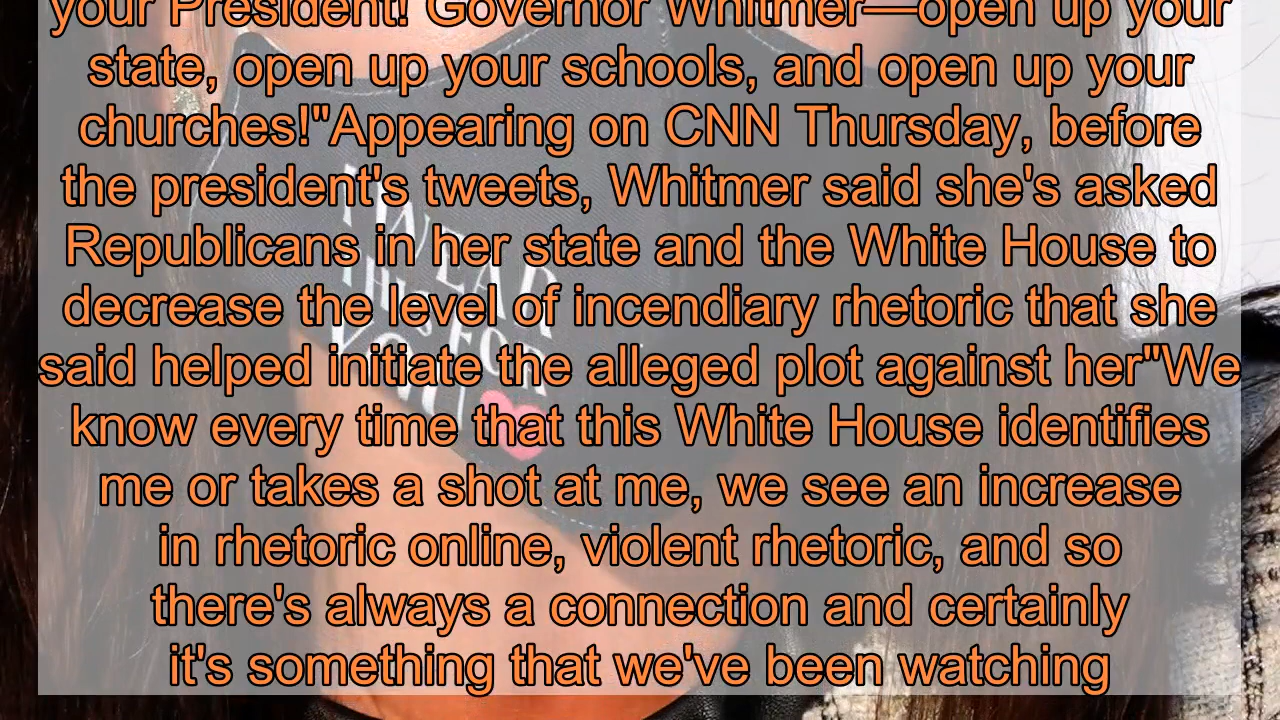 your President! Governor Whitmer—open up your
state, open up your schools, and open up your
churches!"Appearing on CNN Thursday, before
the president's tweets, Whitmer said she's asked
Republicans in her state and the White House to
decrease the level of incendiary rhetoric that she
said helped initiate the alleged plot against her"We
know every time that this White House identifies
me or takes a shot at me, we see an increase
in rhetoric online, violent rhetoric, and so
there's always a connection and certainly
it's something that we've been watching
I WEAR
THIS FOR
YOU!